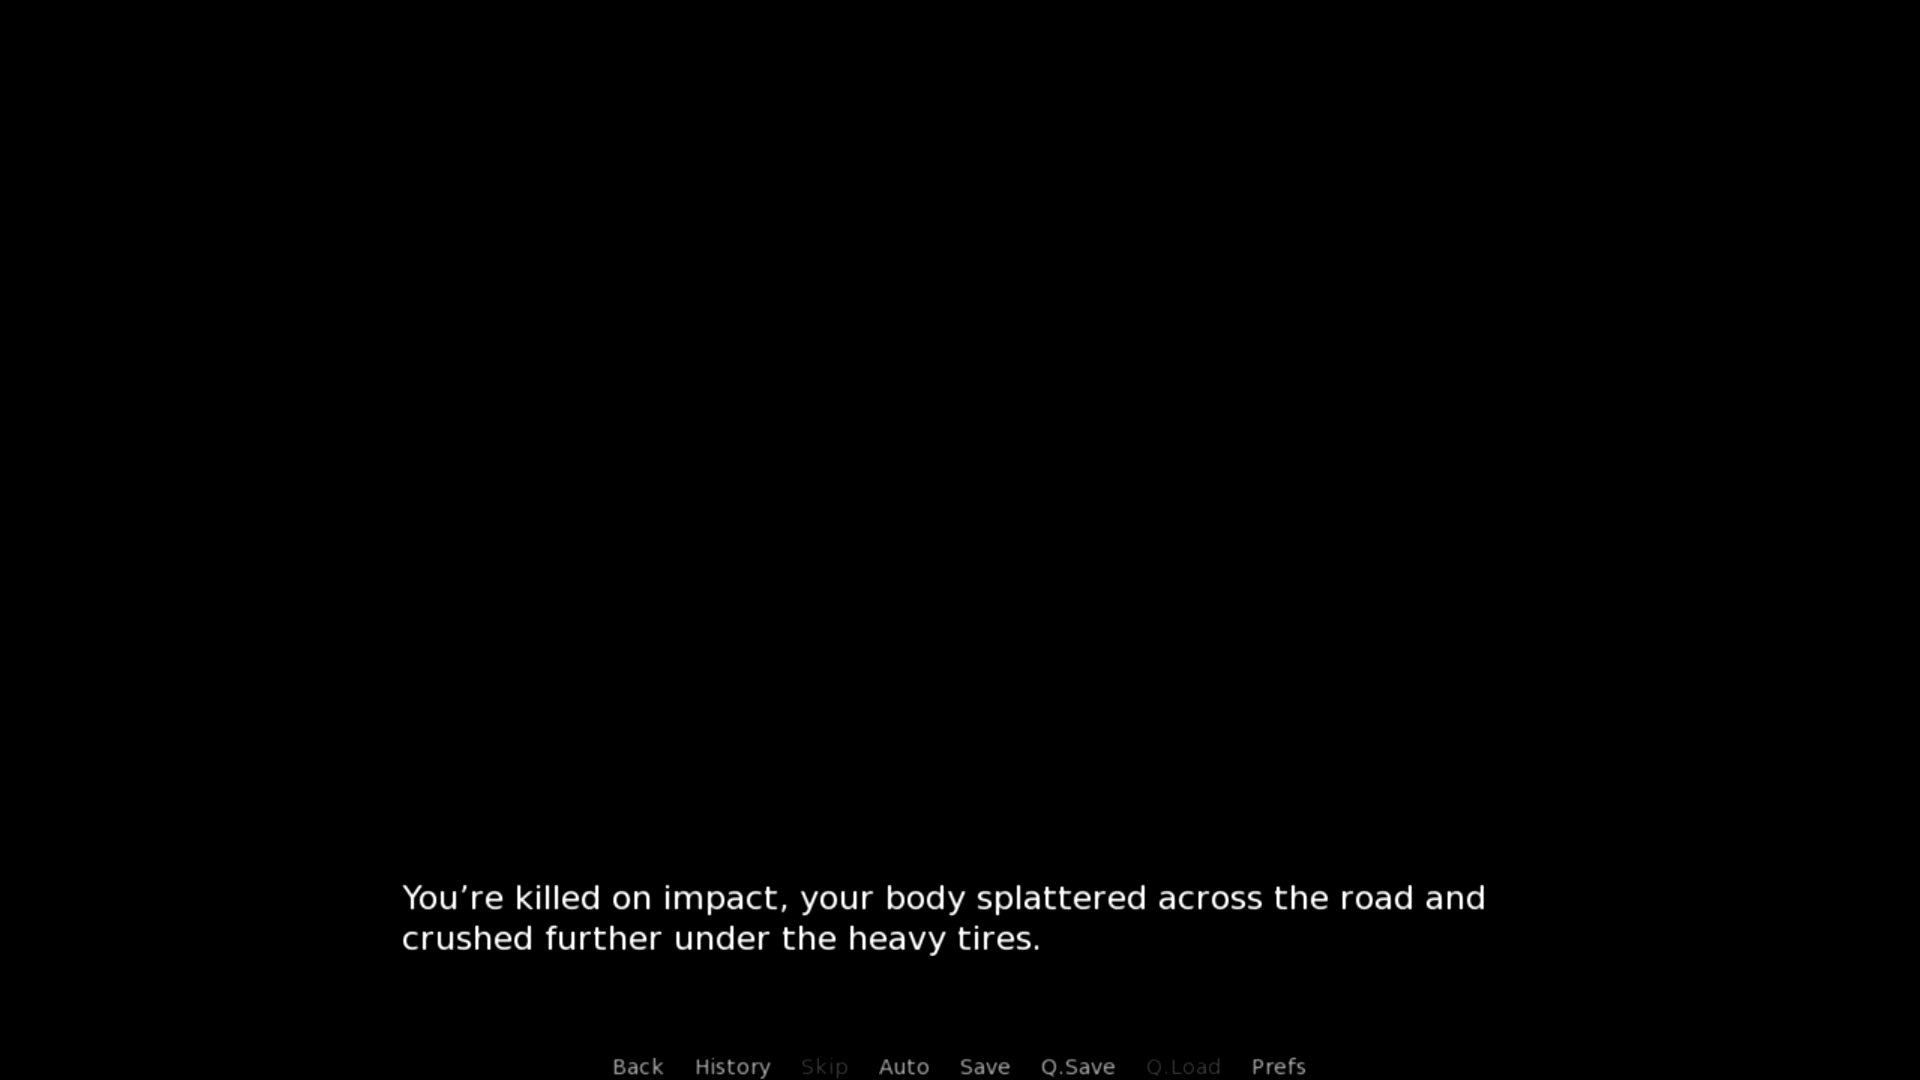 You’re killed on impact, your body splattered across the road and
crushed further under the heavy tires.
Back History Skip Auto Save Q.Save Q.Load Prefs